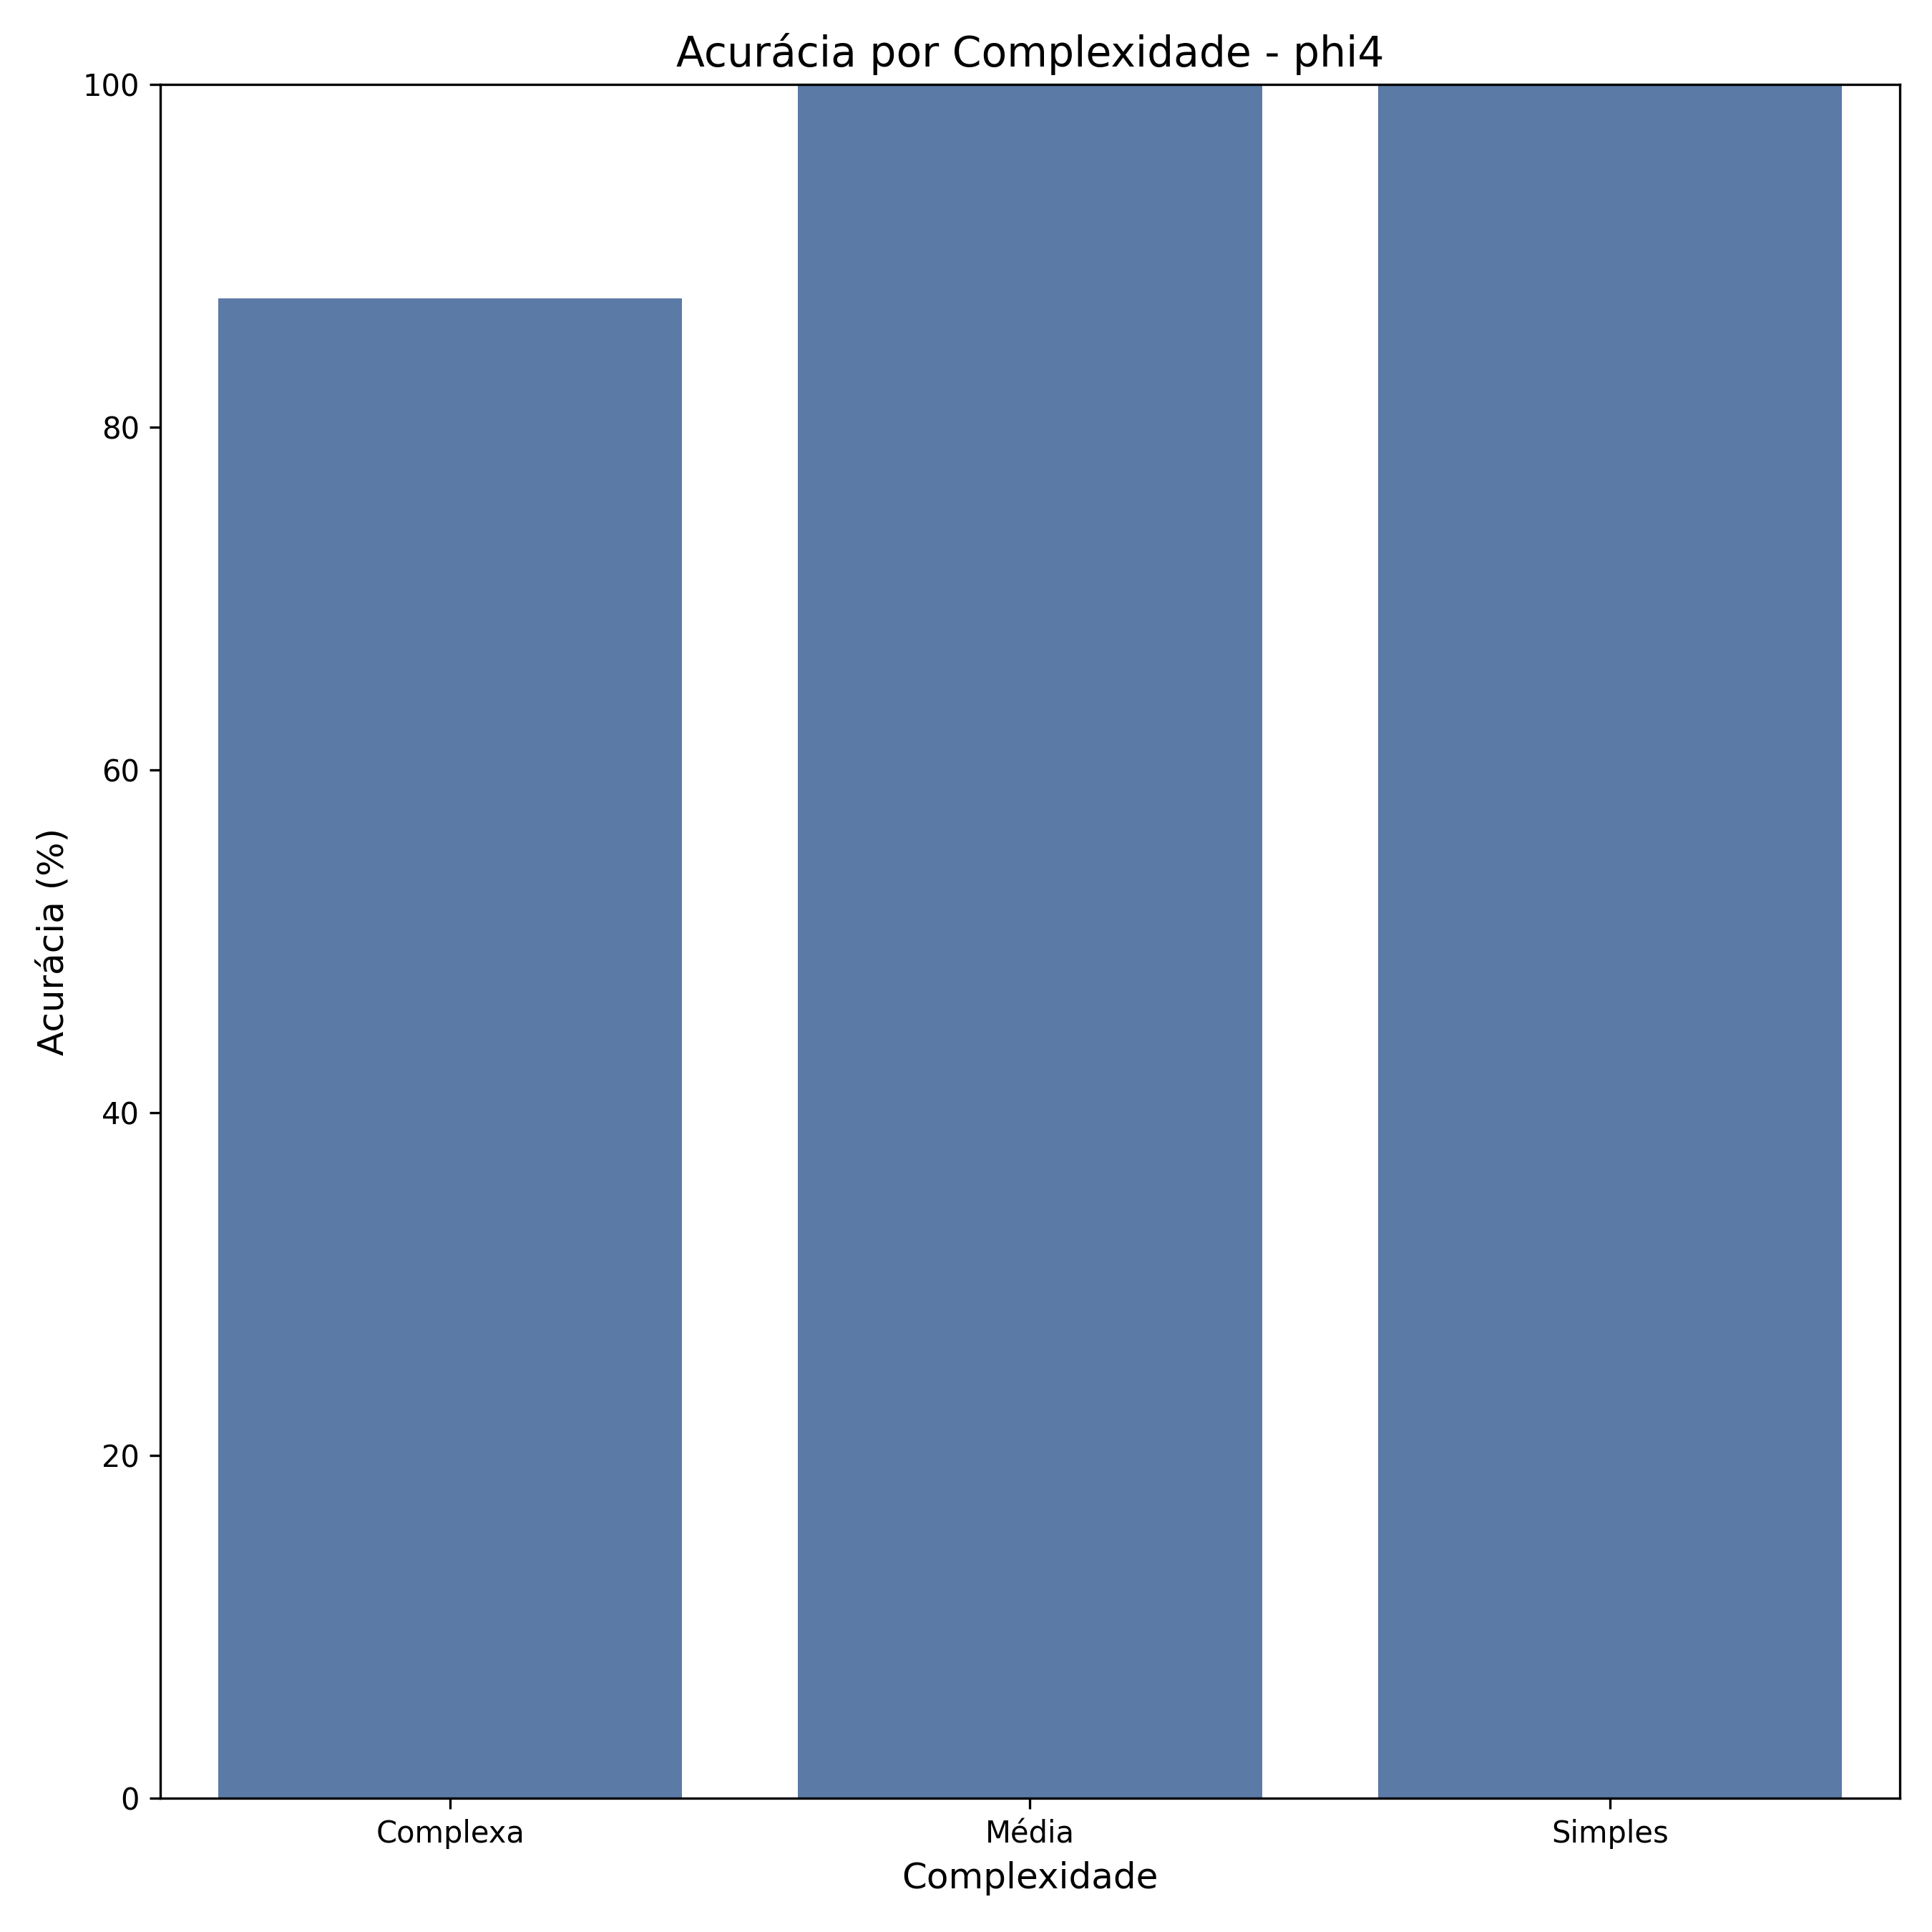 Acurácia por Complexidade - phi4
100
80
60
40
20
0
Acurácia (%)
Complexa
Média
Simples
Complexidade